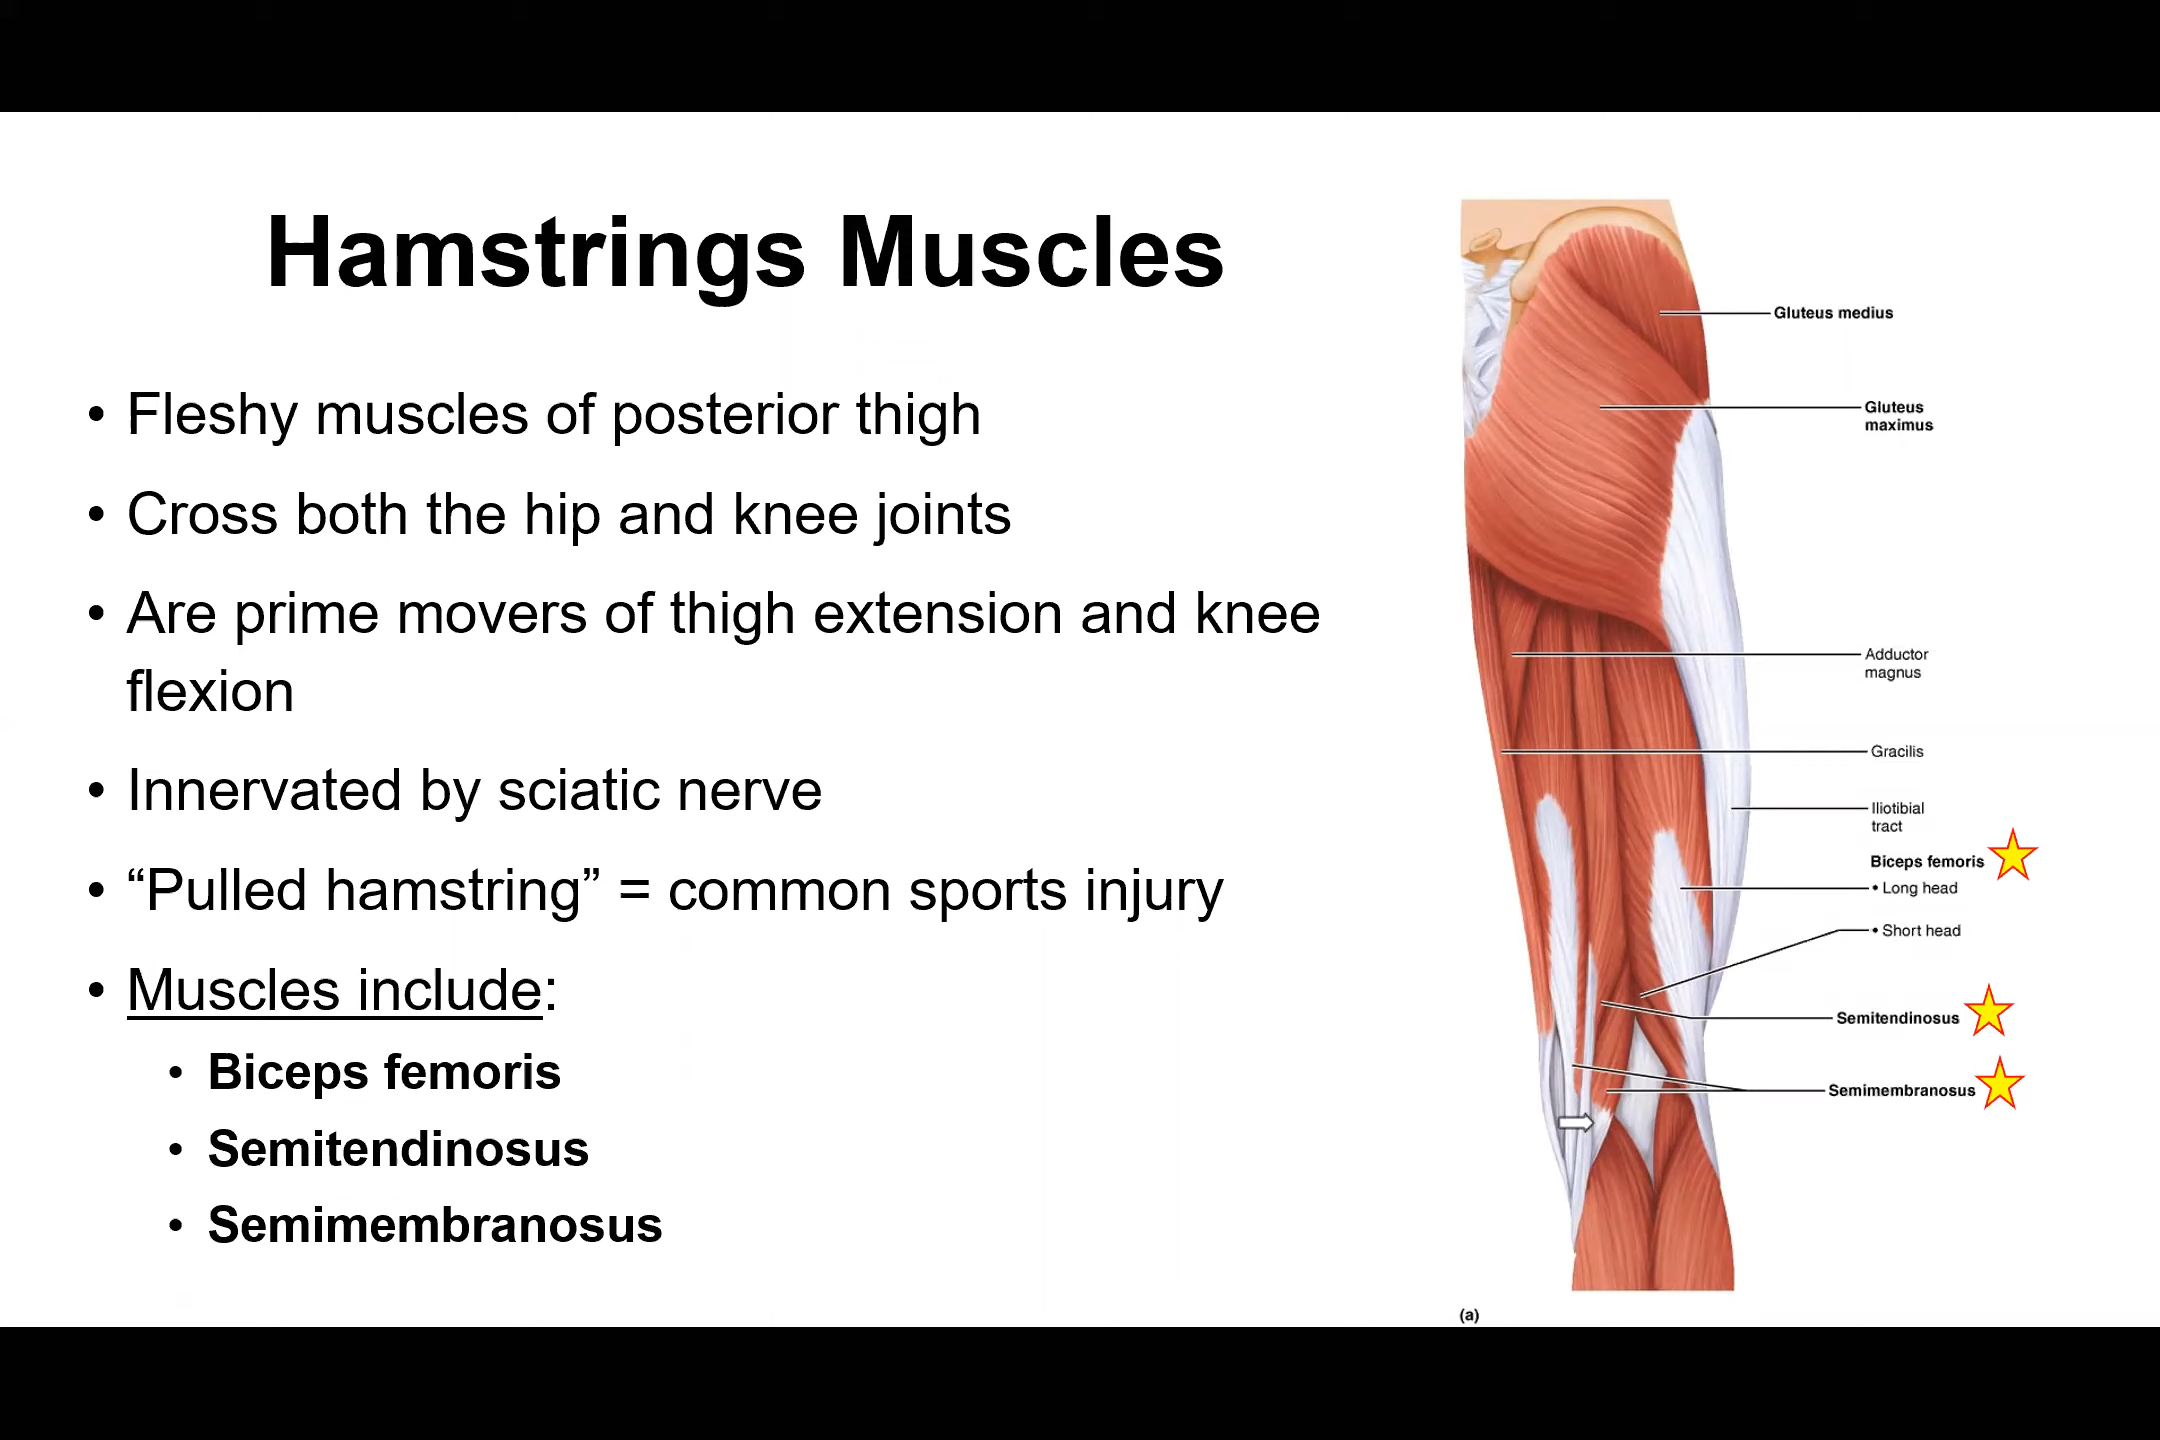 Hamstrings Muscles
• Fleshy muscles of posterior thigh
• Cross both the hip and knee joints
• Are prime movers of thigh extension and knee
flexion
• Innervated by sciatic nerve
• “Pulled hamstring” = common sports injury
• Muscles include:
• Biceps femoris
• Semitendinosus
• Semimembranosus
Gluteus medius
Gluteus
maximus
Adductor
magnus
Gracilis
Iliotibial
tract
Biceps femoris
• Long head
• Short head
Semitendinosus
Semimembranosus
(a)